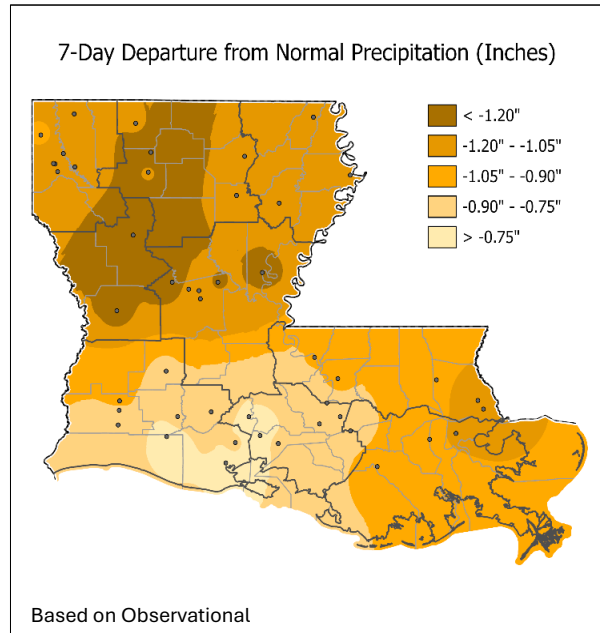 7-Day Departure from Normal Precipitation (Inches)
< -1.20"
-1.20" - -1.05"
-1.05" - -0.90"
-0.90" - -0.75"
> -0.75"
Based on Observational